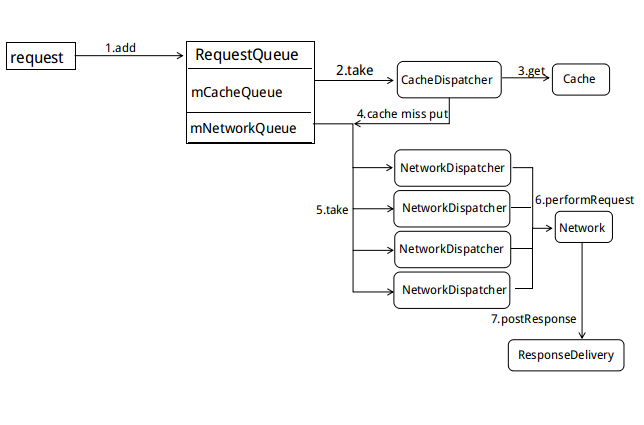 request
1.add
RequestQueue
mCacheQueue
mNetworkQueue
2.take
CacheDispatcher
3.get
Cache
4.cache miss put
5.take
NetworkDispatcher
NetworkDispatcher
NetworkDispatcher
NetworkDispatcher
6.performRequest
Network
7.postResponse
ResponseDelivery